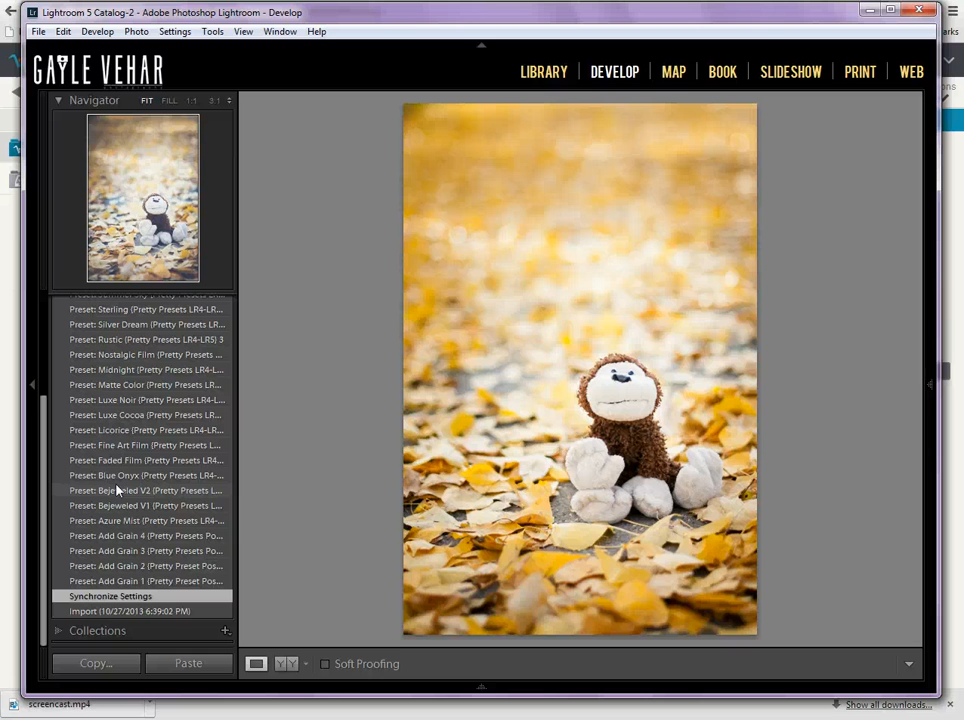 Lightroom 5 Catalog-2 - Adobe Photoshop Lightroom - Develop
File Edit Develop Photo Settings Tools View Window Help
GAYLE VEHAR
LIBRARY | DEVELOP | MAP | BOOK | SLIDESHOW | PRINT | WEB
Navigator FIT FILL 1:1 3:1
Preset: Sterling (Pretty Presets LR4-LR...
Preset: Silver Dream (Pretty Presets LR...
Preset: Rustic (Pretty Presets LR4-LR5) 3
Preset: Nostalgic Film (Pretty Presets ...
Preset: Midnight (Pretty Presets LR4-L...
Preset: Matte Color (Pretty Presets LR...
Preset: Luxe Noir (Pretty Presets LR4-L...
Preset: Luxe Cocoa (Pretty Presets LR...
Preset: Licorice (Pretty Presets LR4-LR...
Preset: Fine Art Film (Pretty Presets L...
Preset: Faded Film (Pretty Presets LR4...
Preset: Blue Onyx (Pretty Presets LR4-...
Preset: Bejeweled V2 (Pretty Presets L...
Preset: Bejeweled V1 (Pretty Presets L...
Preset: Azure Mist (Pretty Presets LR4-...
Preset: Add Grain 4 (Pretty Presets Po...
Preset: Add Grain 3 (Pretty Presets Po...
Preset: Add Grain 2 (Pretty Preset Pos...
Preset: Add Grain 1 (Pretty Presets Po...
Synchronize Settings
Import (10/27/2013 6:39:02 PM)
Collections
Copy... Paste
Soft Proofing
screencast.mp4
Show all downloads...